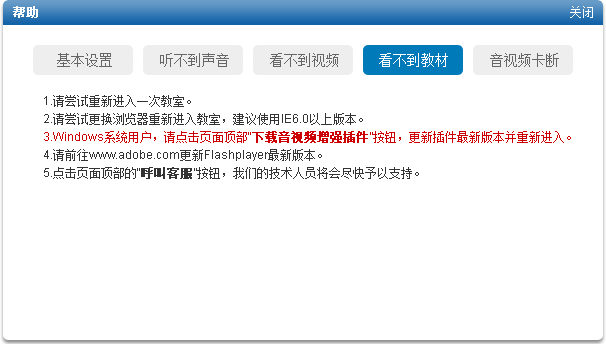 帮助 关闭
基本设置 听不到声音 看不到视频 看不到教材 音视频卡断
1.请尝试重新进入一次教室。
2.请尝试更换浏览器重新进入教室，建议使用IE6.0以上版本。
3.Windows系统用户，请点击页面顶部"下载音视频增强插件"按钮，更新插件最新版本并重新进入。
4.请前往www.adobe.com更新Flashplayer最新版本。
5.点击页面顶部的"呼叫客服"按钮，我们的技术人员将会尽快予以支持。